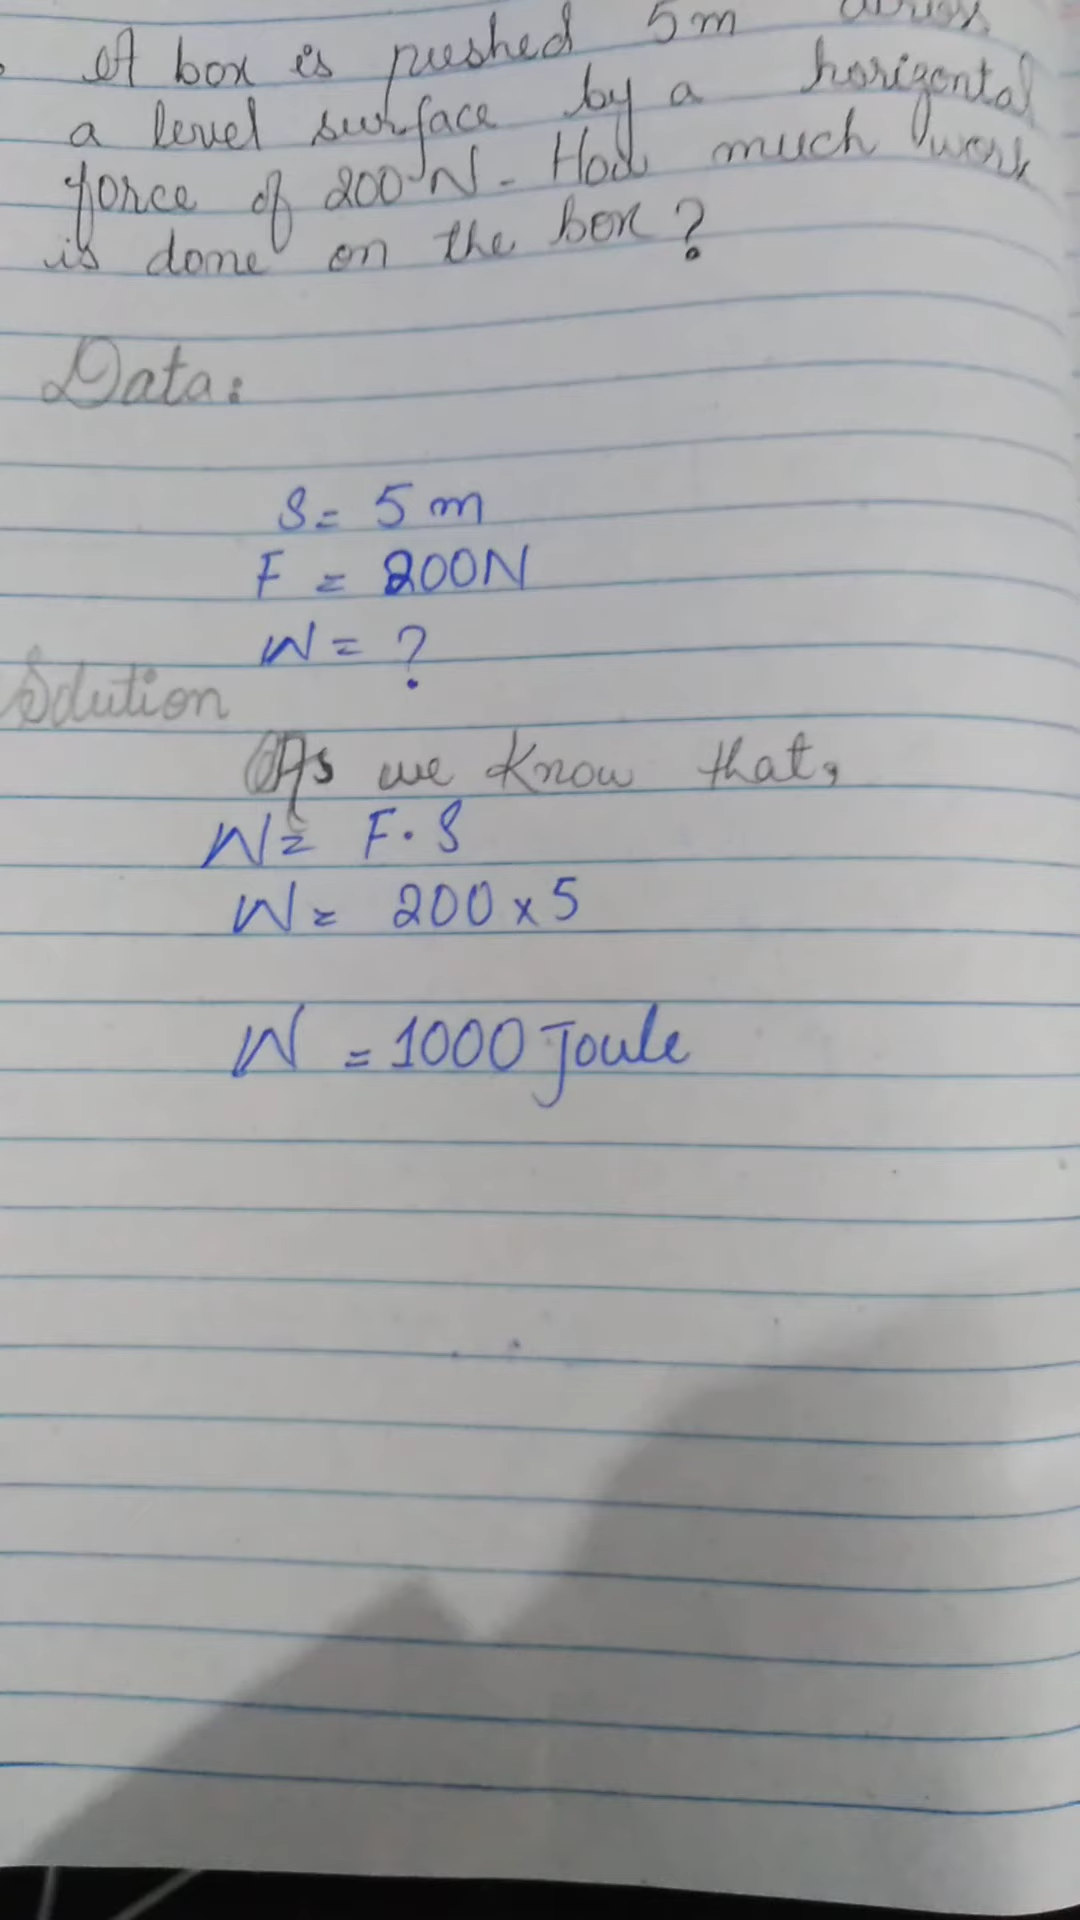 A box is pushed 5m across
a level surface by a horizontal
force of 200 N. How much work
is done on the box?
Data:
S = 5 m
F = 200N
W = ?
Solution
As we know that,
W = F . S
W = 200 x 5
W = 1000 Joule